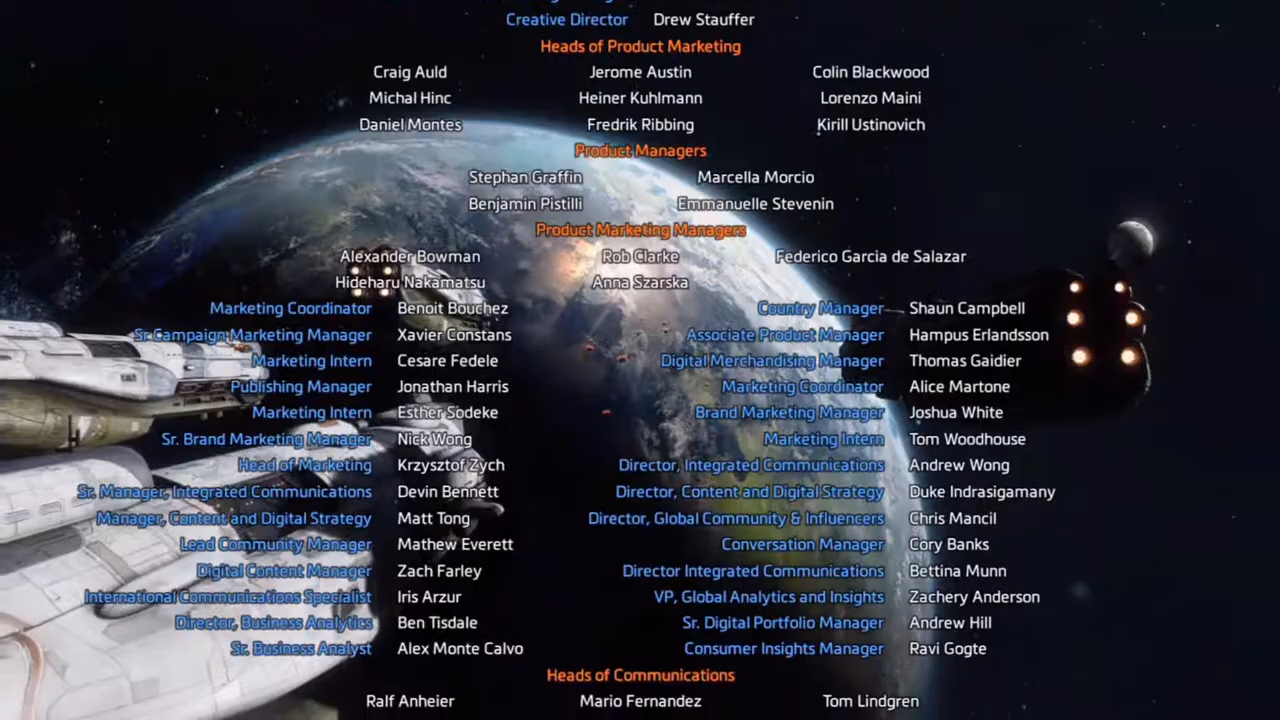 Creative Director Drew Stauffer
Heads of Product Marketing
Craig Auld Jerome Austin Colin Blackwood
Michal Hinc Heiner Kuhlmann Lorenzo Maini
Daniel Montes Fredrik Ribbing Kirill Ustinovich
Product Managers
Stephan Graffin Marcella Morcio
Benjamin Pistilli Emmanuelle Stevenin
Product Marketing Managers
Alexander Bowman Rob Clarke Federico Garcia de Salazar
Hideharu Nakamatsu Anna Szarska
Marketing Coordinator Benoit Bouchez Country Manager Shaun Campbell
Sr Campaign Marketing Manager Xavier Constans Associate Product Manager Hampus Erlandsson
Marketing Intern Cesare Fedele Digital Merchandising Manager Thomas Gaidier
Publishing Manager Jonathan Harris Marketing Coordinator Alice Martone
Marketing Intern Esther Sodeke Brand Marketing Manager Joshua White
Sr. Brand Marketing Manager Nick Wong Marketing Intern Tom Woodhouse
Head of Marketing Krzysztof Zych Director, Integrated Communications Andrew Wong
Sr. Manager, Integrated Communications Devin Bennett Director, Content and Digital Strategy Duke Indrasigamany
Manager, Content and Digital Strategy Matt Tong Director, Global Community & Influencers Chris Mancil
Lead Community Manager Mathew Everett Conversation Manager Cory Banks
Digital Content Manager Zach Farley Director Integrated Communications Bettina Munn
International Communications Specialist Iris Arzur VP, Global Analytics and Insights Zachery Anderson
Director, Business Analytics Ben Tisdale Sr. Digital Portfolio Manager Andrew Hill
Sr. Business Analyst Alex Monte Calvo Consumer Insights Manager Ravi Gogte
Heads of Communications
Ralf Anheier Mario Fernandez Tom Lindgren